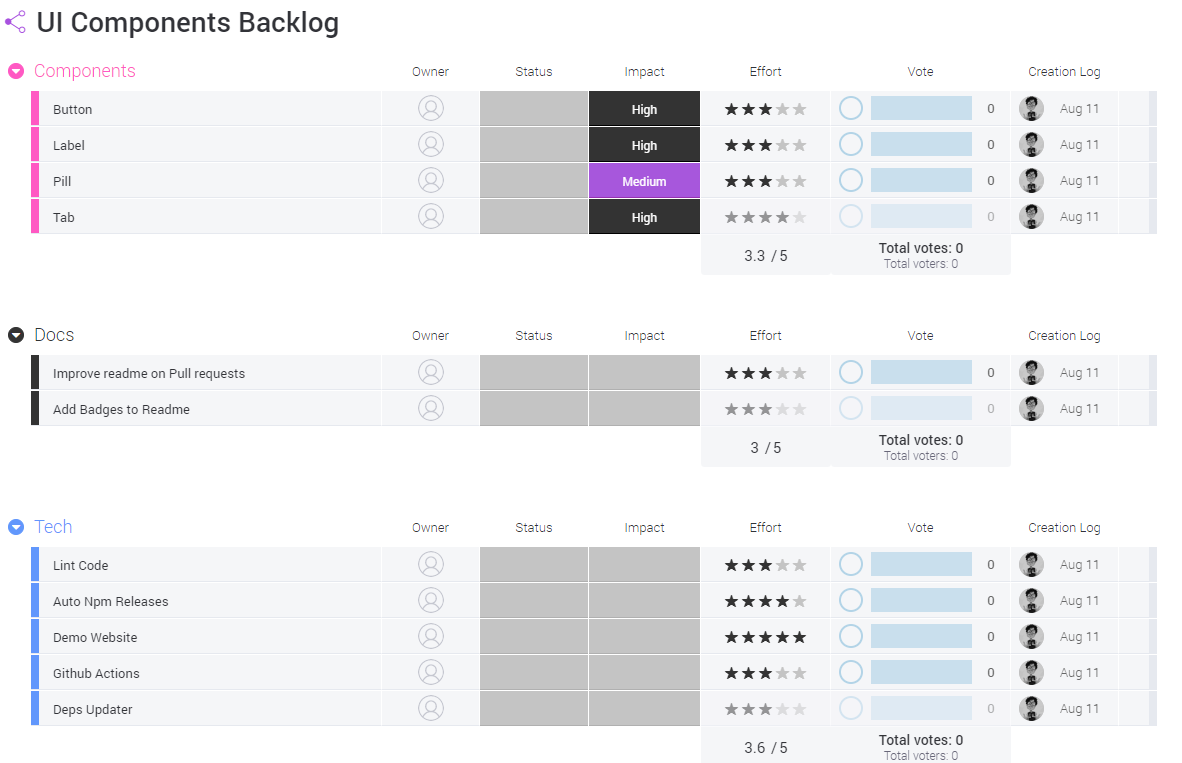 UI Components Backlog
Components Owner Status Impact Effort Vote Creation Log
Button High 0 Aug 11
Label High 0 Aug 11
Pill Medium 0 Aug 11
Tab High 0 Aug 11
3.3 / 5 Total votes: 0
Total voters: 0
Docs Owner Status Impact Effort Vote Creation Log
Improve readme on Pull requests 0 Aug 11
Add Badges to Readme 0 Aug 11
3 / 5 Total votes: 0
Total voters: 0
Tech Owner Status Impact Effort Vote Creation Log
Lint Code 0 Aug 11
Auto Npm Releases 0 Aug 11
Demo Website 0 Aug 11
Github Actions 0 Aug 11
Deps Updater 0 Aug 11
3.6 / 5 Total votes: 0
Total voters: 0